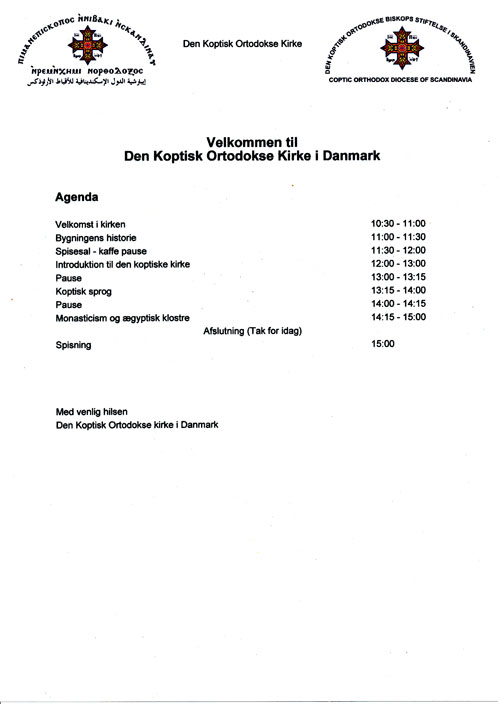 ⲠⲒⲘⲀⲚⲈⲠⲒⲤⲔⲞⲠⲞⲤ ⲚⲚⲒⲂⲀⲔⲒ ⲚⲤⲔⲀⲚⲆⲒⲚⲀⲨ
ⲚⲢⲈⲘⲚⲬⲎⲘⲒ ⲚⲞⲢⲐⲞⲆⲞⲜⲞⲤ
إيبارشية الدول الإسكندينافية للأقباط الأرثوذكس
Den Koptisk Ortodokse Kirke
DEN KOPTISK ORTODOKSE BISKOPS STIFTELSE I SKANDINAVIEN
COPTIC ORTHODOX DIOCESE OF SCANDINAVIA
Velkommen til
Den Koptisk Ortodokse Kirke i Danmark
Agenda
Velkomst i kirken 10:30 - 11:00
Bygningens historie 11:00 - 11:30
Spisesal - kaffe pause 11:30 - 12:00
Introduktion til den koptiske kirke 12:00 - 13:00
Pause 13:00 - 13:15
Koptisk sprog 13:15 - 14:00
Pause 14:00 - 14:15
Monasticism og ægyptisk klostre 14:15 - 15:00
Afslutning (Tak for idag)
Spisning 15:00
Med venlig hilsen
Den Koptisk Ortodokse kirke i Danmark